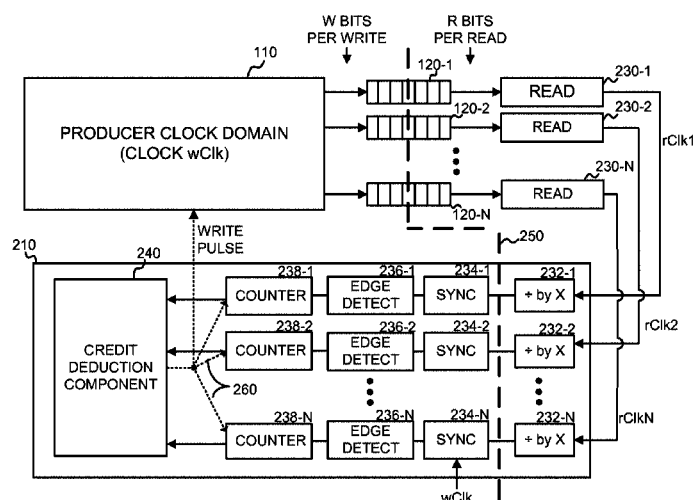 W BITS PER WRITE
R BITS PER READ
110
120-1
230-1
READ
120-2
230-2
READ
rClk1
PRODUCER CLOCK DOMAIN
(CLOCK wClk)
230-N
READ
120-N
WRITE PULSE
250
210
240
238-1
236-1
234-1
232-1
COUNTER
EDGE DETECT
SYNC
÷ by X
rClk2
238-2
236-2
234-2
232-2
COUNTER
EDGE DETECT
SYNC
÷ by X
CREDIT DEDUCTION COMPONENT
260
238-N
236-N
234-N
232-N
rClkN
COUNTER
EDGE DETECT
SYNC
÷ by X
wClk